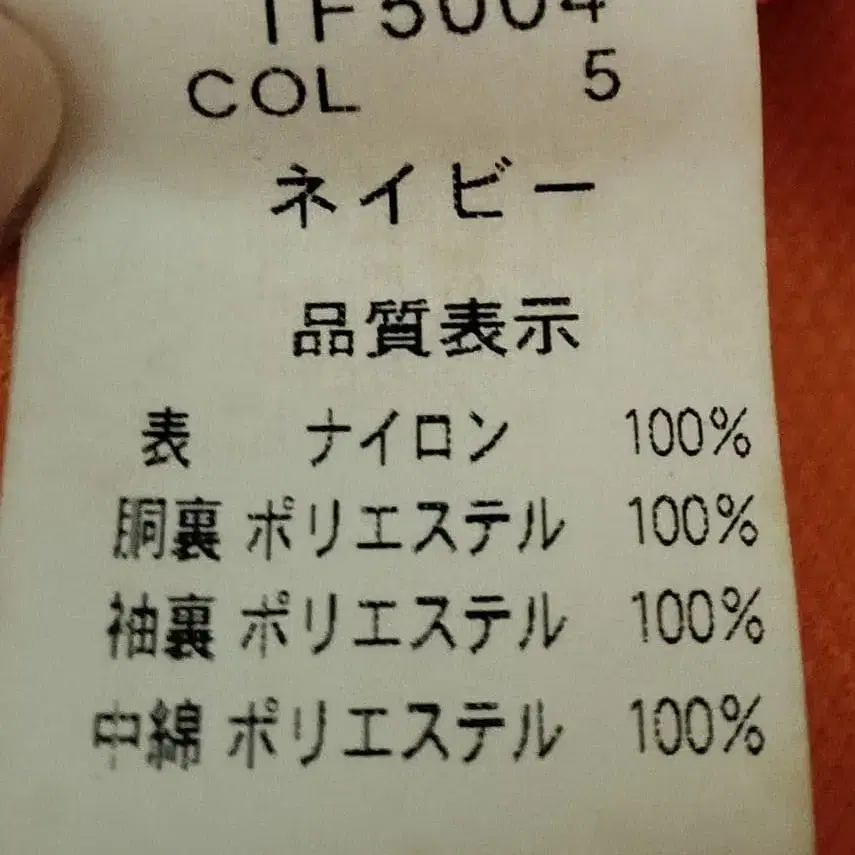 TF5004
COL 5
ネイビー
品質表示
表 ナイロン 100%
胴裏 ポリエステル 100%
袖裏 ポリエステル 100%
中綿 ポリエステル 100%